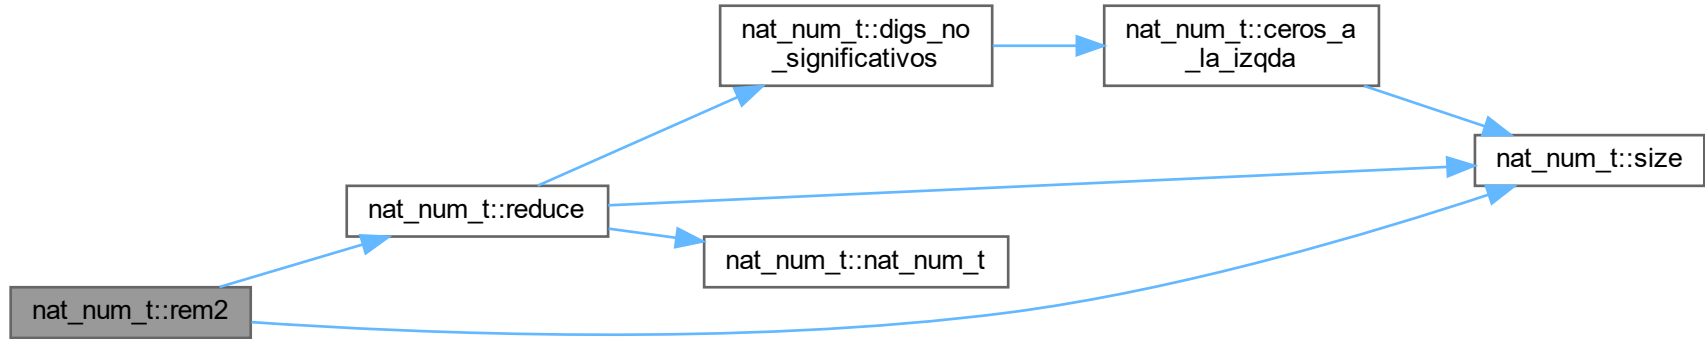 nat_num_t::digs_no
_significativos
nat_num_t::ceros_a
_la_izqda
nat_num_t::size
nat_num_t::reduce
nat_num_t::nat_num_t
nat_num_t::rem2